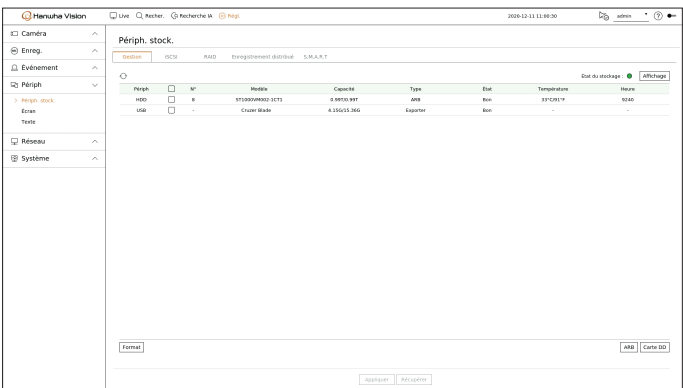 Hanwha Vision
Live Recher. Recherche IA Régl. 2020-12-11 11:00:30 admin
Caméra
Enreg.
Événement
Périph
Périph. stock.
Ecran
Texte
Réseau
Système
Périph. stock.
Gestion iSCSI RAID Enregistrement distribué S.M.A.R.T
État du stockage : Affichage
Périph N° Modèle Capacité Type État Température Heure
HDD 8 ST1000VM002-1CT1 0.99T/0.99T ARB Bon 33°C/91°F 9240
USB - Cruzer Blade 4.15G/15.36G Exporter Bon - -
Format ARB Carte DD
Appliquer Récupérer